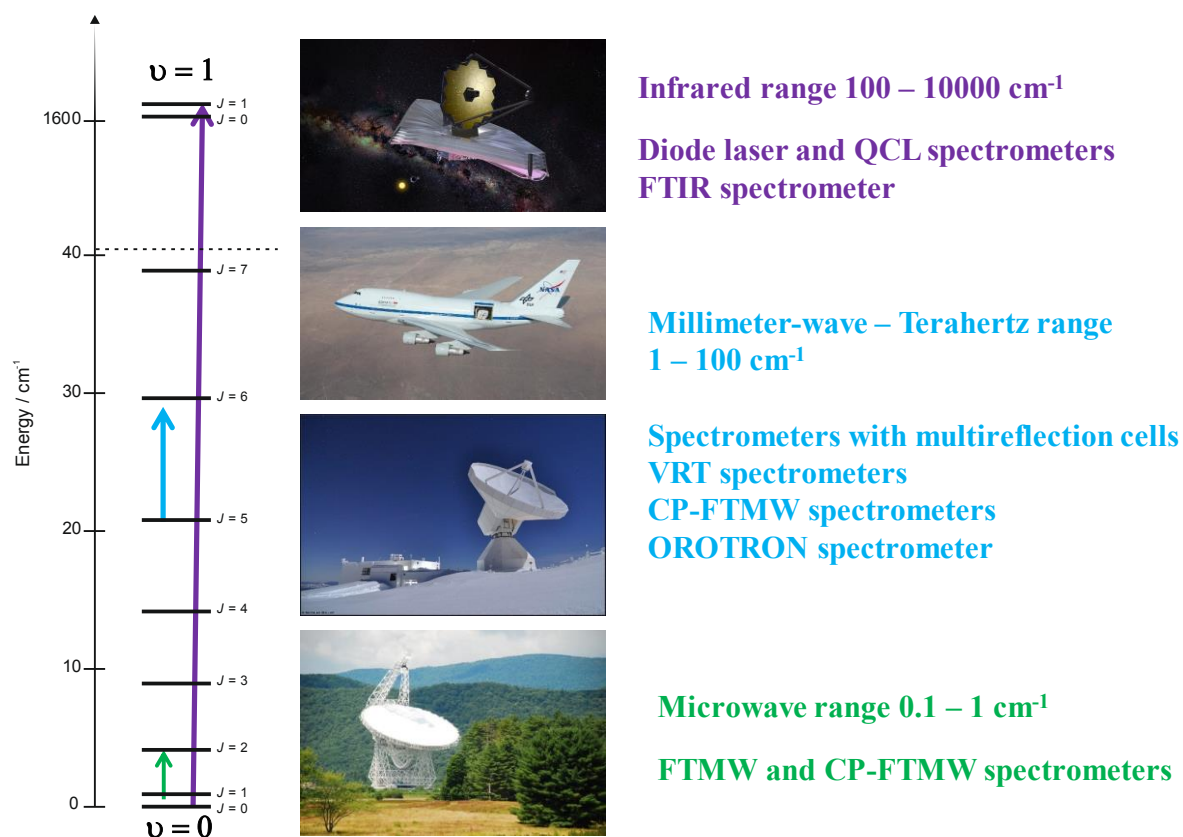 υ = 1
J = 1
J = 0
1600
40
J = 7
30
J = 6
Energy / cm⁻¹
20
J = 5
J = 4
10
J = 3
J = 2
J = 1
0
J = 0
υ = 0
NASA
Infrared range 100 – 10000 cm⁻¹
Diode laser and QCL spectrometers
FTIR spectrometer
Millimeter-wave – Terahertz range
1 – 100 cm⁻¹
Spectrometers with multireflection cells
VRT spectrometers
CP-FTMW spectrometers
OROTRON spectrometer
Microwave range 0.1 – 1 cm⁻¹
FTMW and CP-FTMW spectrometers